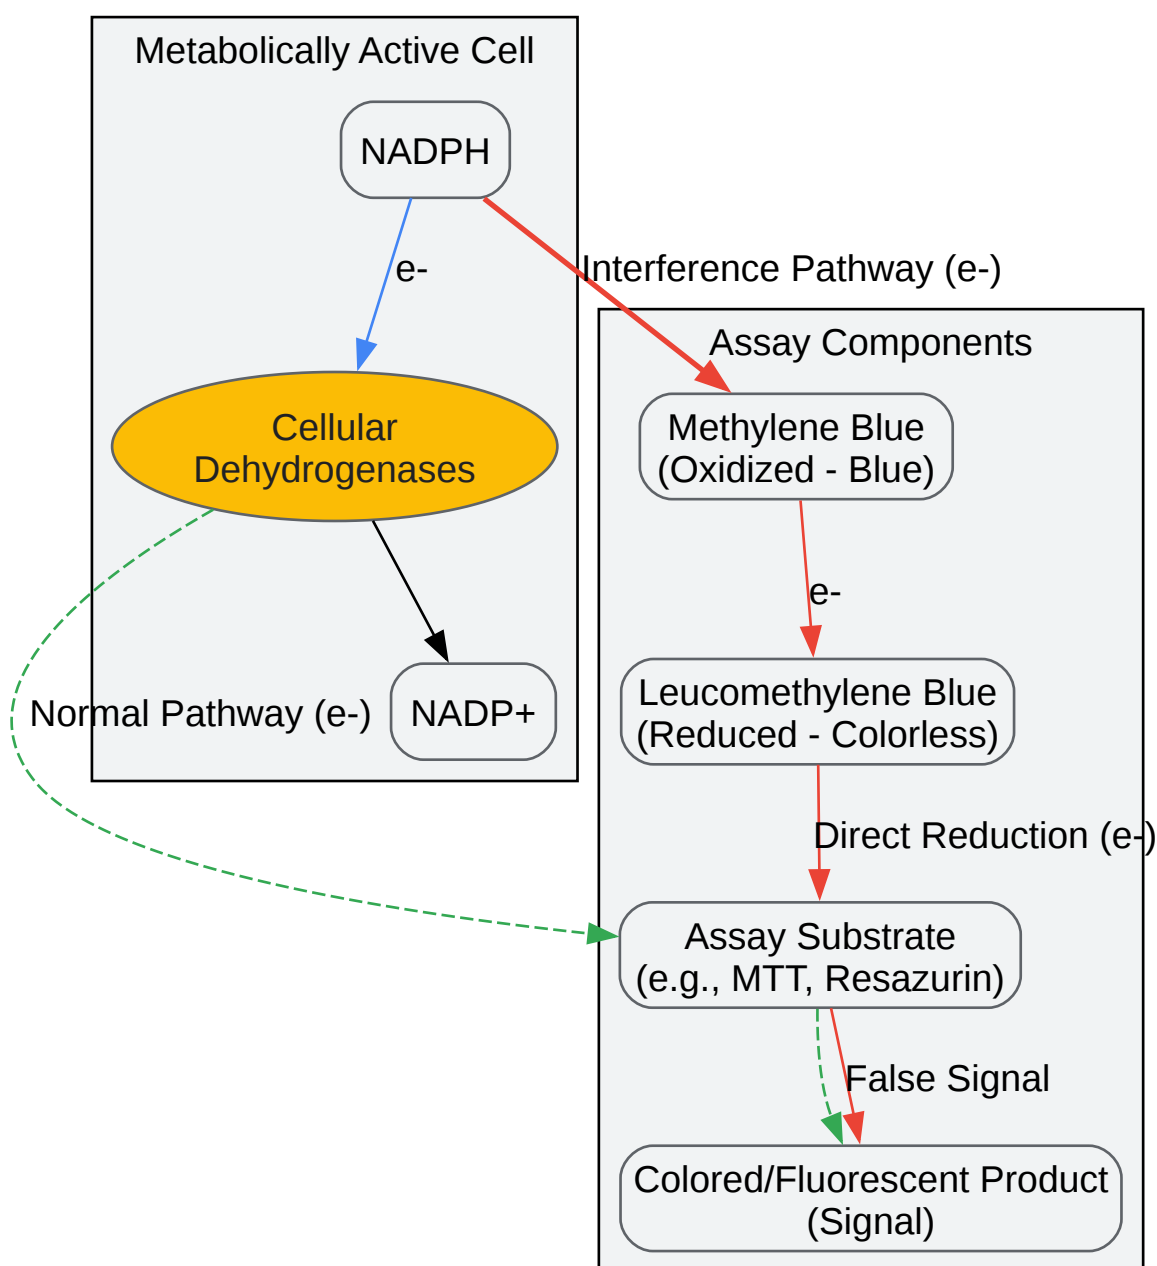 Metabolically Active Cell
NADPH
e-
Interference Pathway (e-)
Assay Components
Cellular
Dehydrogenases
Methylene Blue
(Oxidized - Blue)
e-
Normal Pathway (e-)
NADP+
Leucomethylene Blue
(Reduced - Colorless)
Direct Reduction (e-)
Assay Substrate
(e.g., MTT, Resazurin)
False Signal
Colored/Fluorescent Product
(Signal)